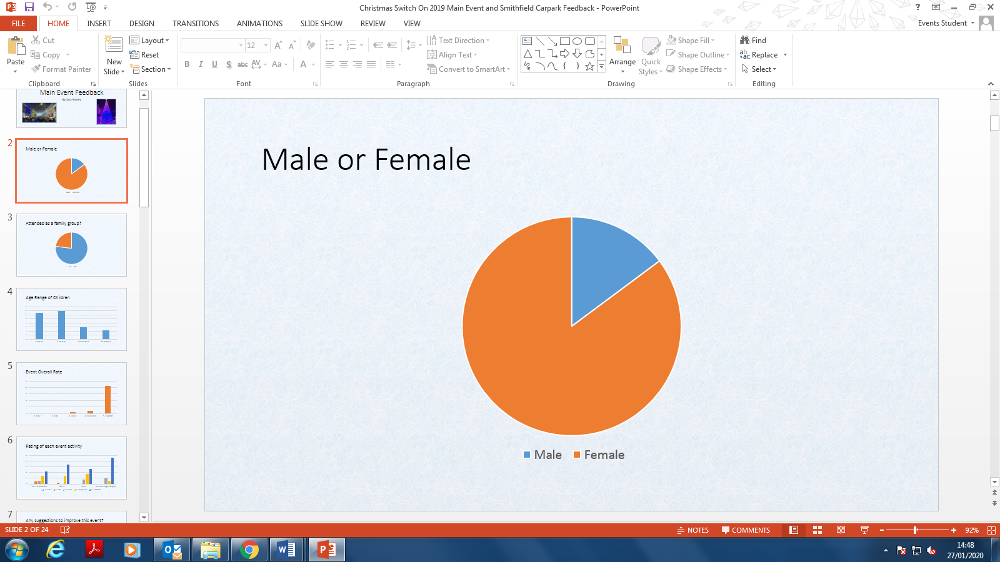 Christmas Switch On 2019 Main Event and Smithfield Carpark Feedback - PowerPoint
FILE HOME INSERT DESIGN TRANSITIONS ANIMATIONS SLIDE SHOW REVIEW VIEW Events Student
Paste
Cut
Copy
Format Painter
Clipboard
New Slide
Layout
Reset
Section
Slides
12
Font
Text Direction
Align Text
Convert to SmartArt
Paragraph
Arrange
Quick Styles
Shape Fill
Shape Outline
Shape Effects
Drawing
Find
Replace
Select
Editing
Main Event Feedback
2
Male or Female
3
Attended as a family group?
4
Age Range of Children
5
Event Overall Rate
6
Rating of each event activity
7
Any suggestions to improve this event?
Male or Female
Male Female
SLIDE 2 OF 24
NOTES COMMENTS 92%
14:48
27/01/2020